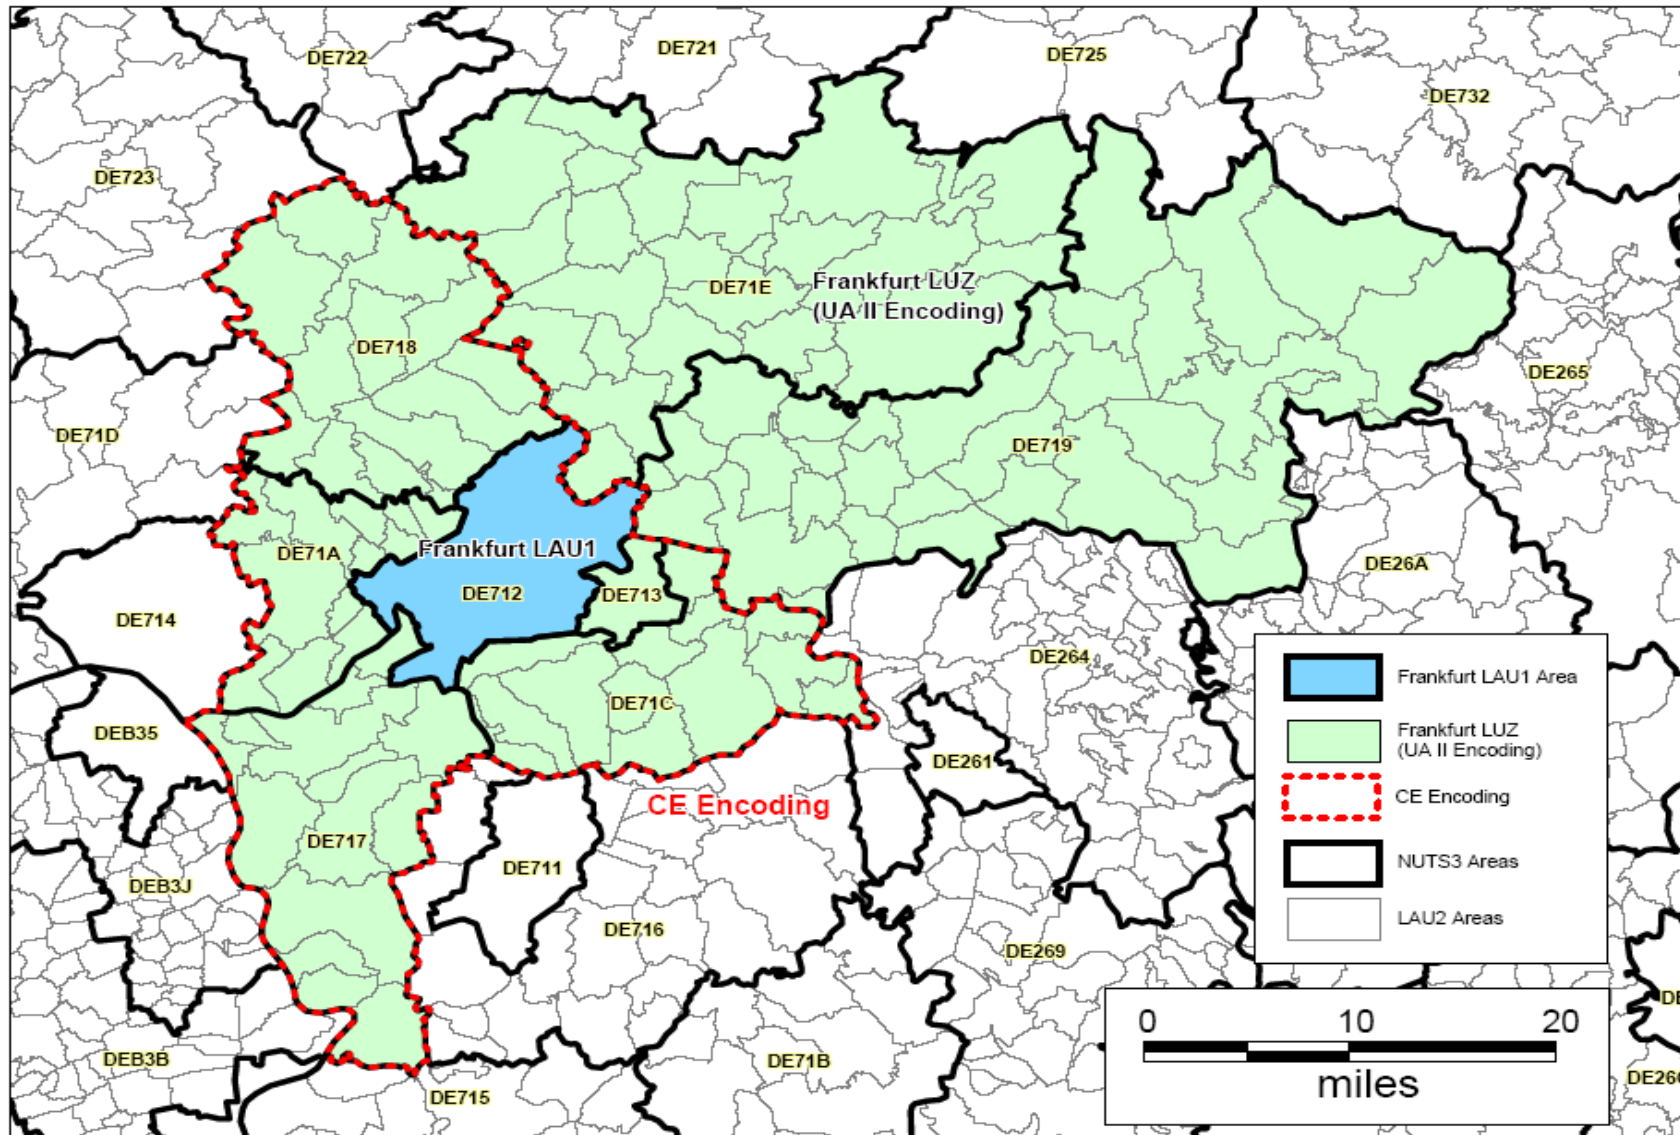 DE722
DE721
DE725
DE732
DE723
DE71E
Frankfurt LUZ
(UA II Encoding)
DE718
DE265
DE71D
DE719
DE71A
Frankfurt LAU1
DE712
DE713
DE26A
DE714
DE264
DE71C
DEB35
DE261
CE Encoding
DE717
DE711
DEB3J
DE716
DE269
DEB3B
DE71B
DE715
Frankfurt LAU1 Area
Frankfurt LUZ
(UA II Encoding)
CE Encoding
NUTS3 Areas
LAU2 Areas
0 10 20
miles